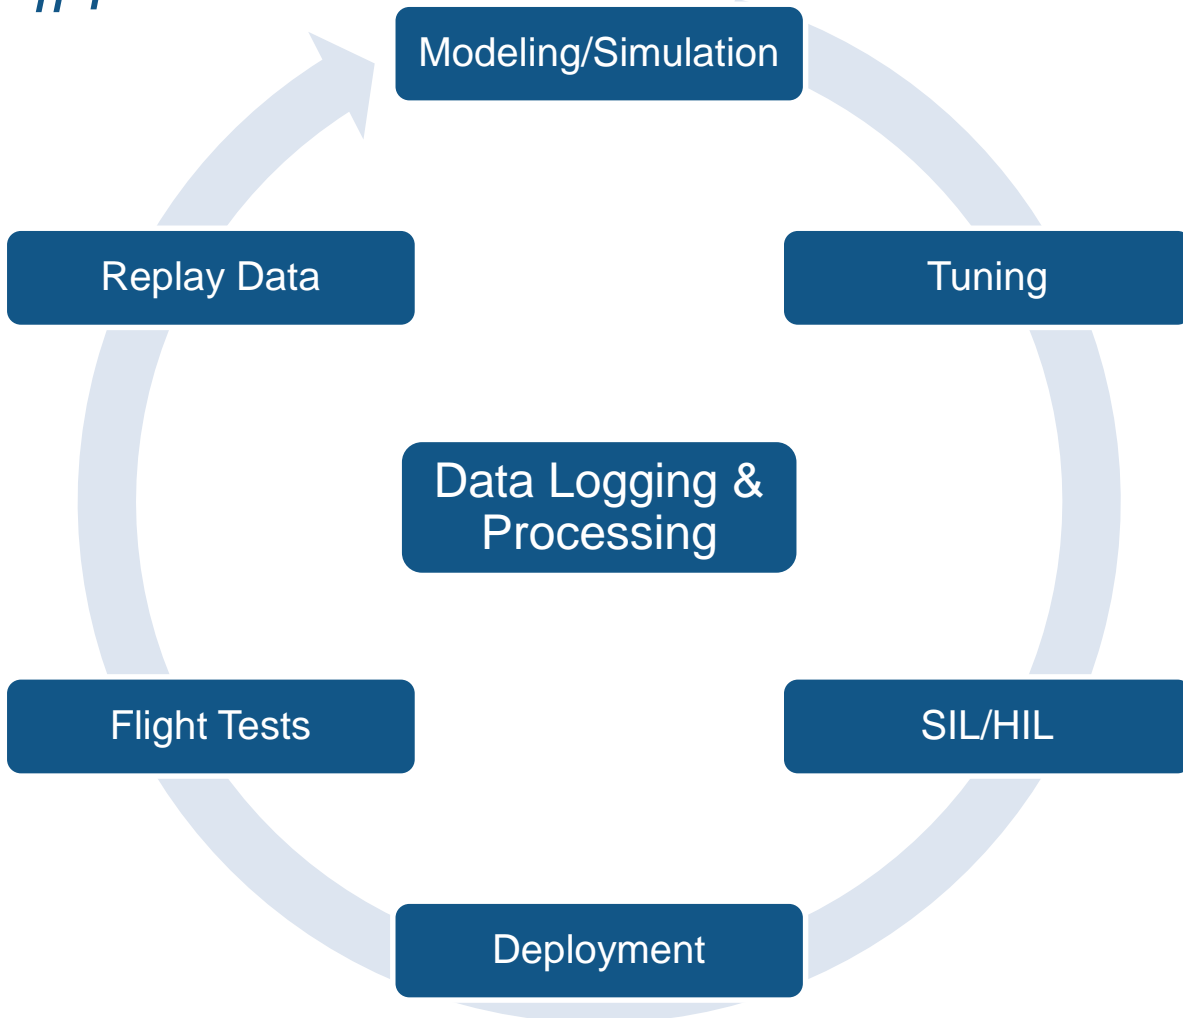 Modeling/Simulation
Replay Data
Tuning
Data Logging &
Processing
Flight Tests
SIL/HIL
Deployment